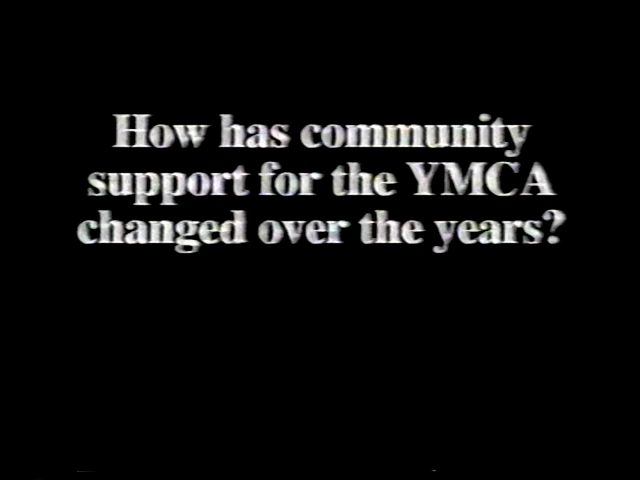 How has community
support for the YMCA
changed over the years?